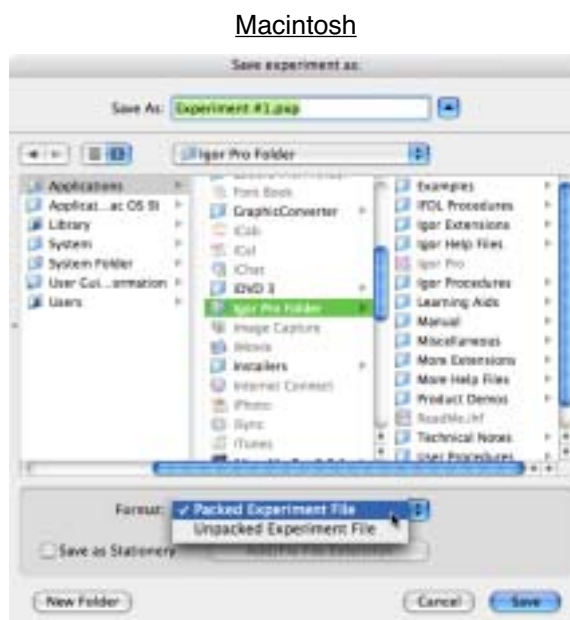 Macintosh
Save experiment as:
Save As: Experiment #1.pxp
Igor Pro Folder
Applications
Applicat...ac OS 9)
Library
System
System Folder
User Gui...ormation
Users
Font Book
GraphicConverter
iCab
iCal
iChat
iDVD 3
Igor Pro Folder
Image Capture
iMovie
Installers
Internet Connect
iPhoto
iSync
iTunes
Examples
IFDL Procedures
Igor Extensions
Igor Help Files
Igor Pro
Igor Procedures
Learning Aids
Manual
Miscellaneous
More Extensions
More Help Files
Product Demos
ReadMe.ihf
Technical Notes
User Procedures
Format: ✓ Packed Experiment File
Unpacked Experiment File
Save as Stationery
New Folder
Cancel
Save